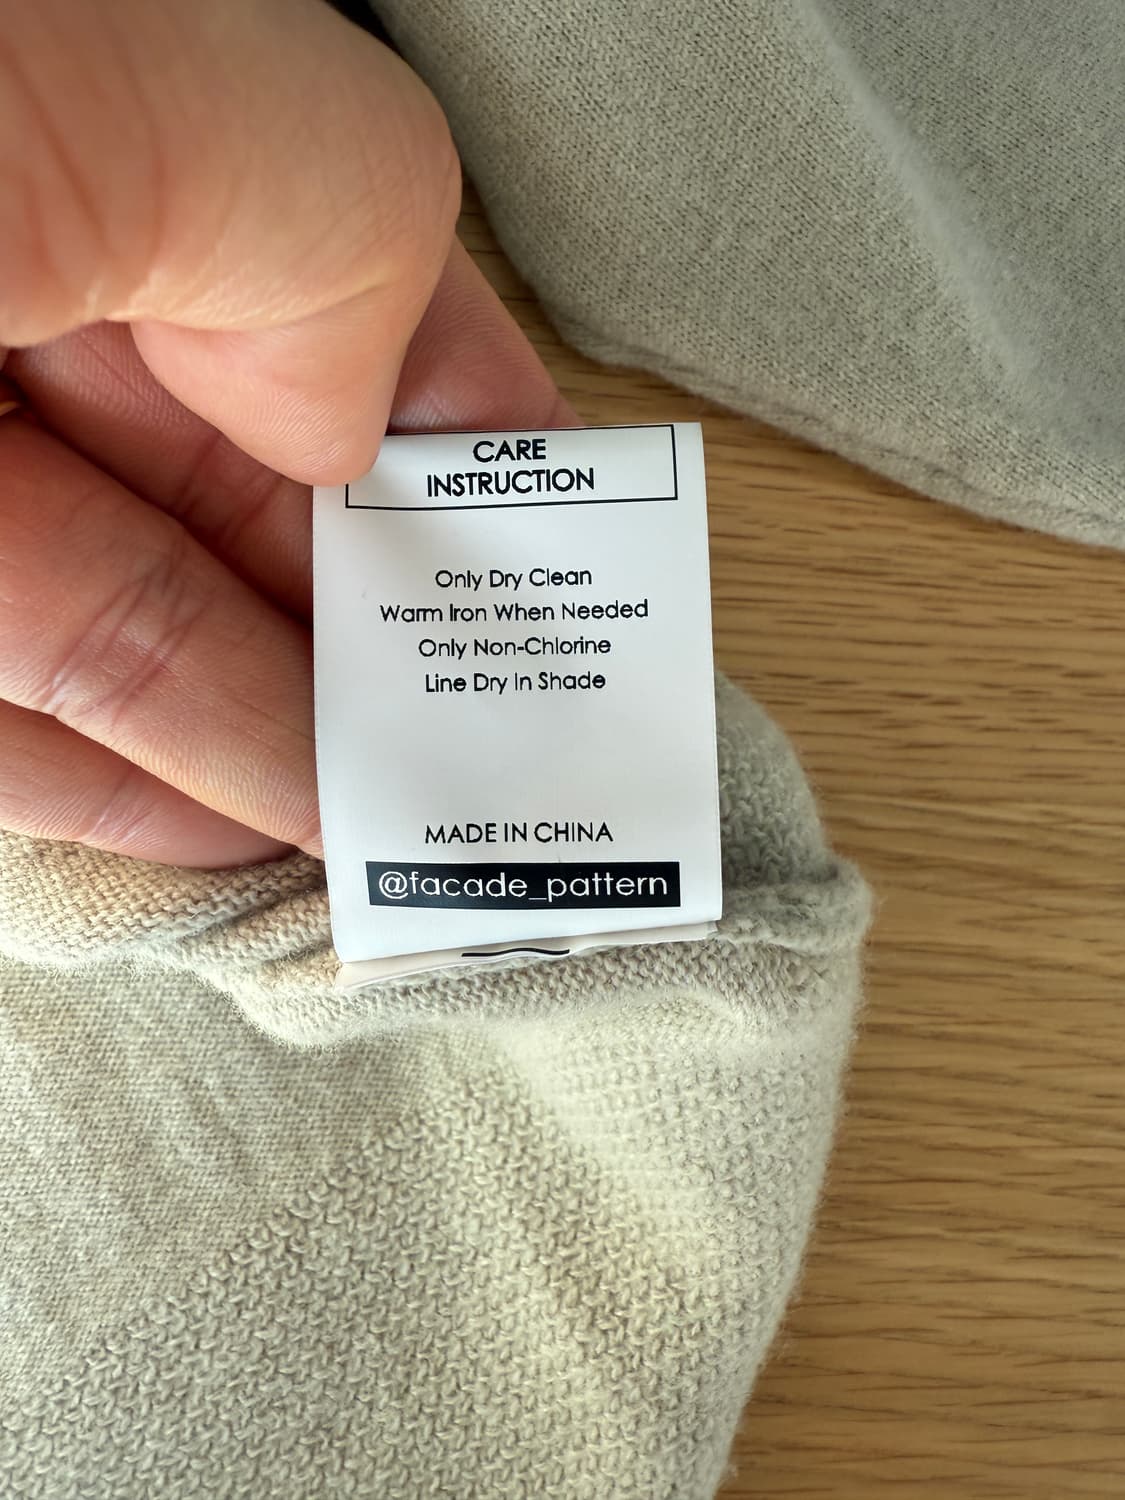 CARE
INSTRUCTION
Only Dry Clean
Warm Iron When Needed
Only Non-Chlorine
Line Dry In Shade
MADE IN CHINA
@facade_pattern